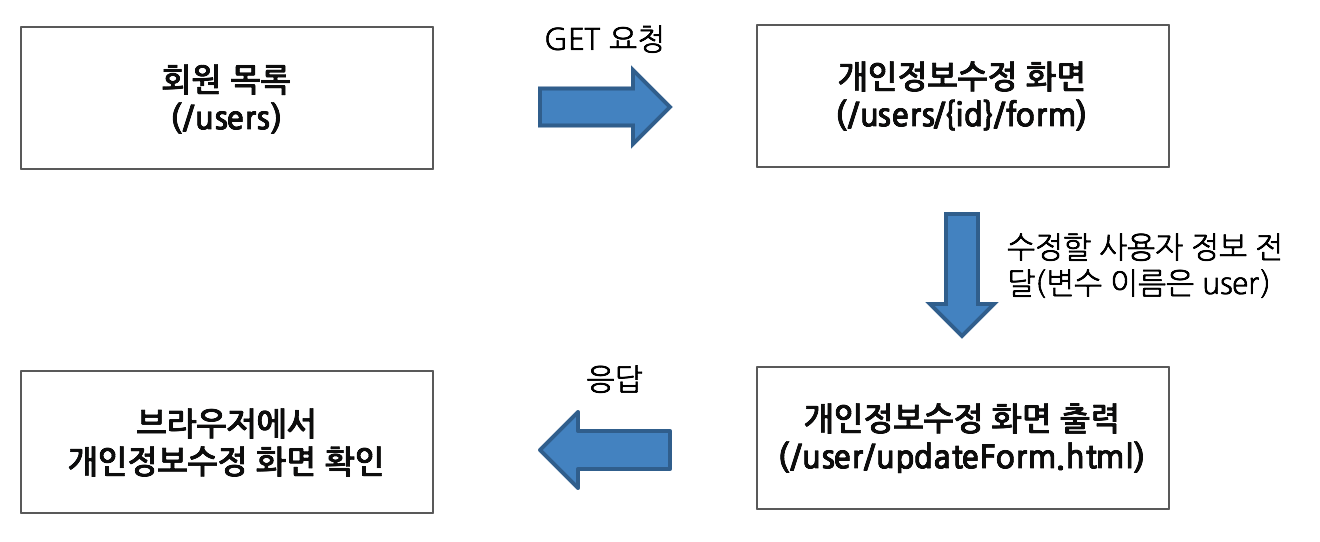 회원 목록
(/users)
GET 요청
개인정보수정 화면
(/users/{id}/form)
수정할 사용자 정보 전
달(변수 이름은 user)
개인정보수정 화면 출력
(/user/updateForm.html)
응답
브라우저에서
개인정보수정 화면 확인